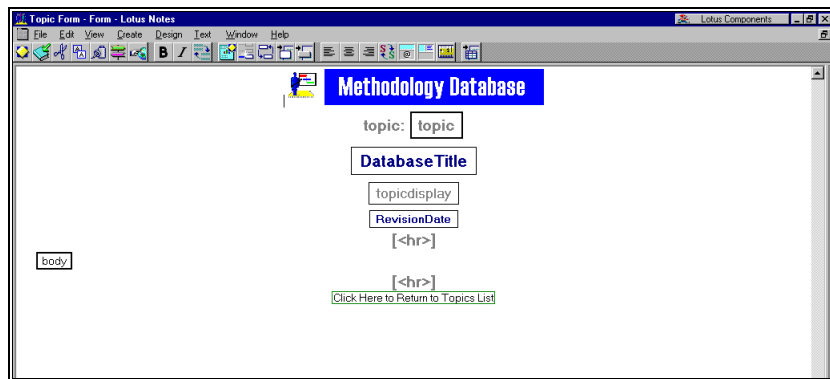 Topic Form - Form - Lotus Notes
Lotus Components
File Edit View Create Design Text Window Help
B I
Methodology Database
topic: topic
DatabaseTitle
topicdisplay
RevisionDate
[<hr>]
body
[<hr>]
Click Here to Return to Topics List